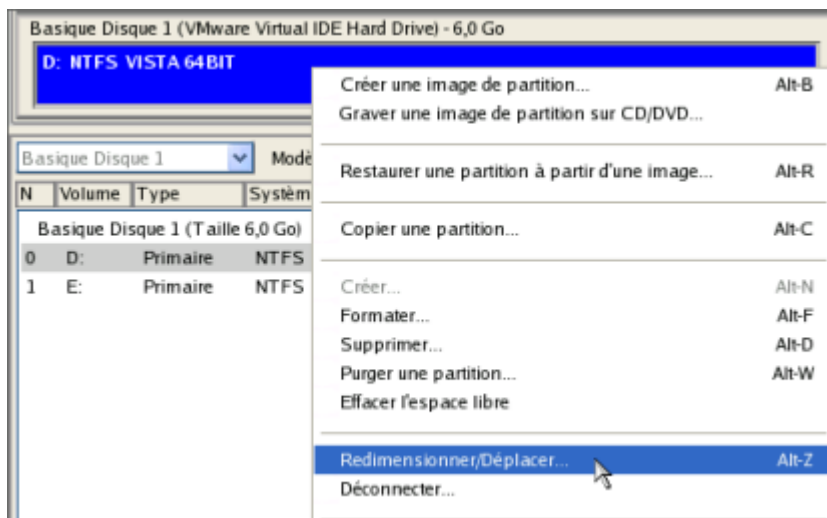 Basique Disque 1 (VMware Virtual IDE Hard Drive) - 6,0 Go
D: NTFS VISTA 64BIT
Créer une image de partition... Alt-B
Graver une image de partition sur CD/DVD...
Restaurer une partition à partir d'une image... Alt-R
Copier une partition... Alt-C
Créer... Alt-N
Formater... Alt-F
Supprimer... Alt-D
Purger une partition... Alt-W
Effacer l'espace libre
Redimensionner/Déplacer... Alt-Z
Déconnecter...
Basique Disque 1 Modè
N Volume Type Systèm
Basique Disque 1 (Taille 6,0 Go)
0 D: Primaire NTFS
1 E: Primaire NTFS